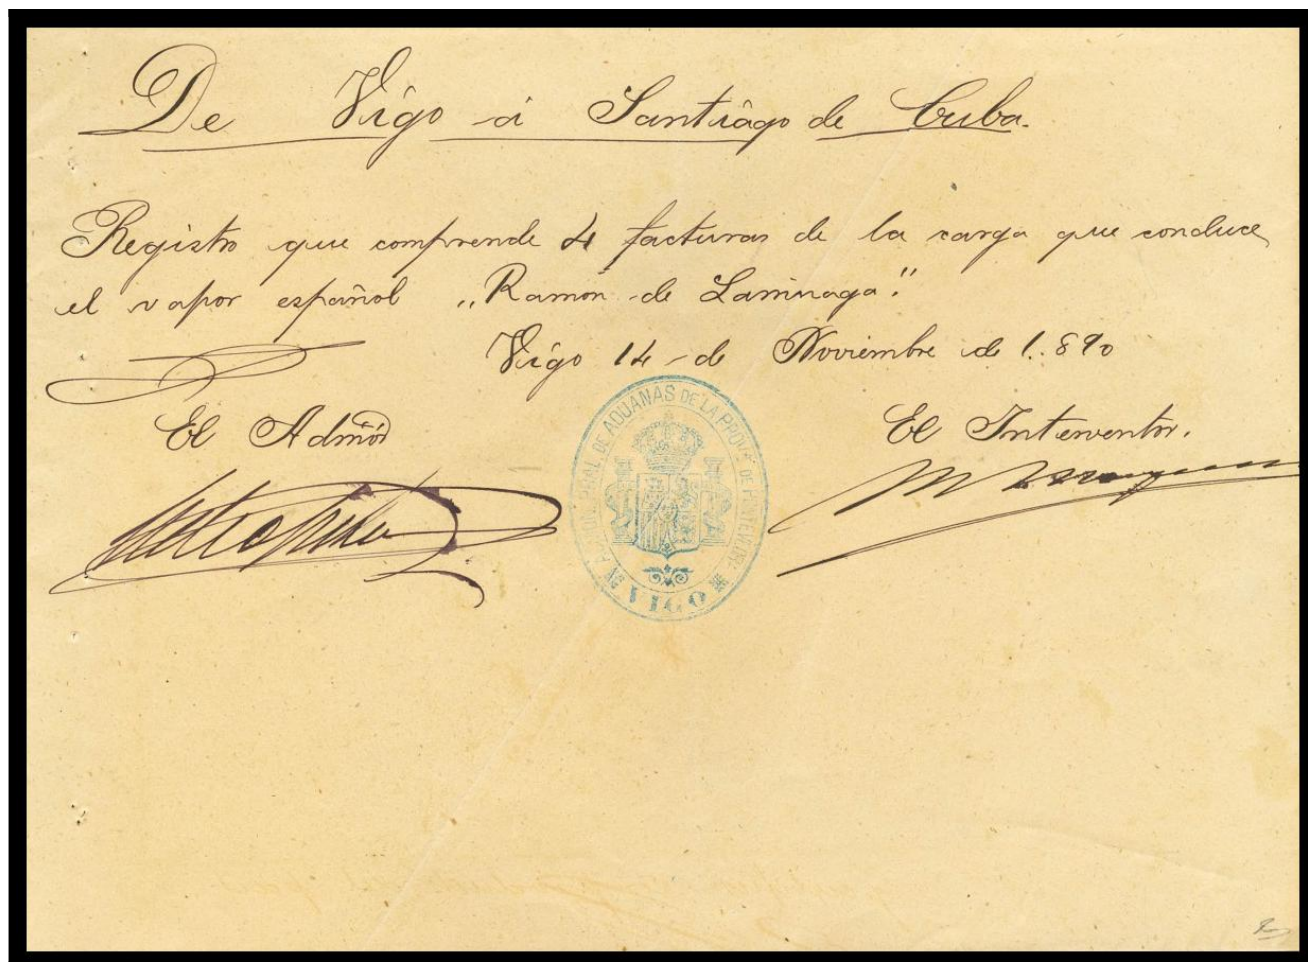 De Vigo á Santiago de Cuba.
Registro que comprende 4 facturas de la carga que conduce
el vapor español „Ramón de Larrinaga".
Vigo 14 de Noviembre de 1.890
El Admõr
El Interventor.
ADMON. PRAL. DE ADUANAS DE LA PROVª DE PONTEVEDRA
VIGO